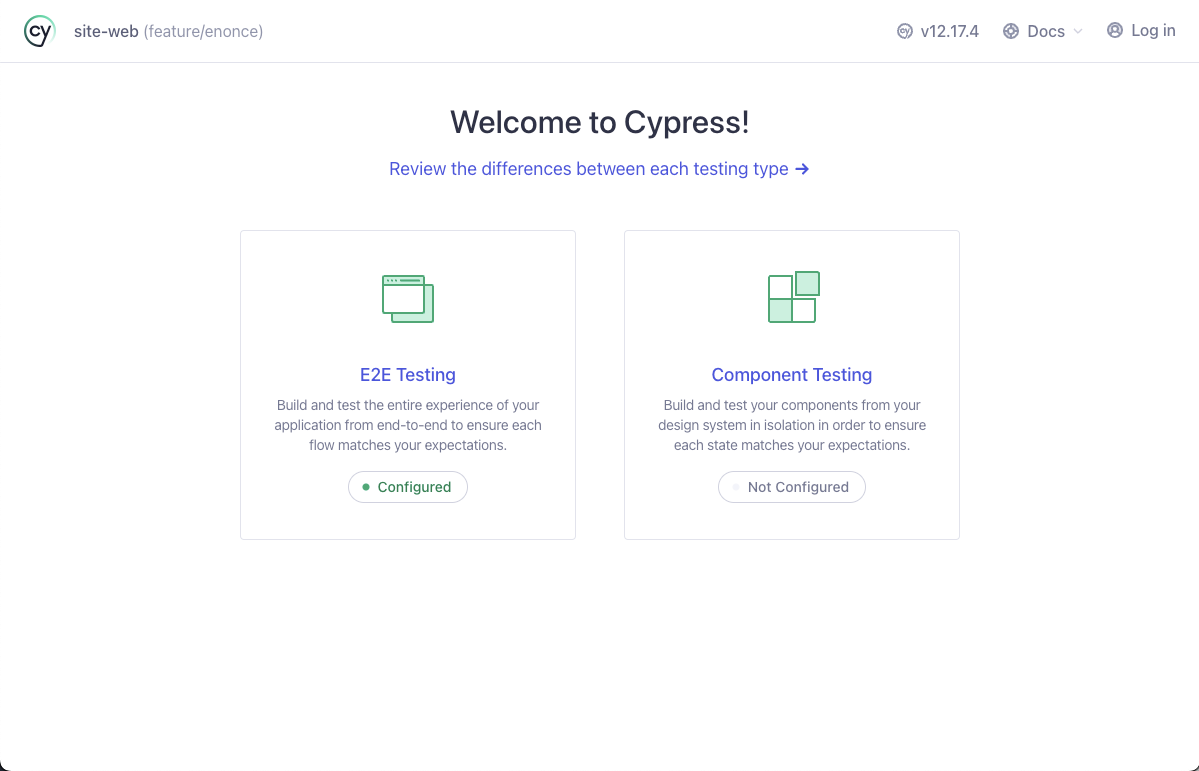 cy site-web (feature/enonce) v12.17.4 Docs Log in
Welcome to Cypress!
Review the differences between each testing type →
E2E Testing
Build and test the entire experience of your
application from end-to-end to ensure each
flow matches your expectations.
Configured
Component Testing
Build and test your components from your
design system in isolation in order to ensure
each state matches your expectations.
Not Configured